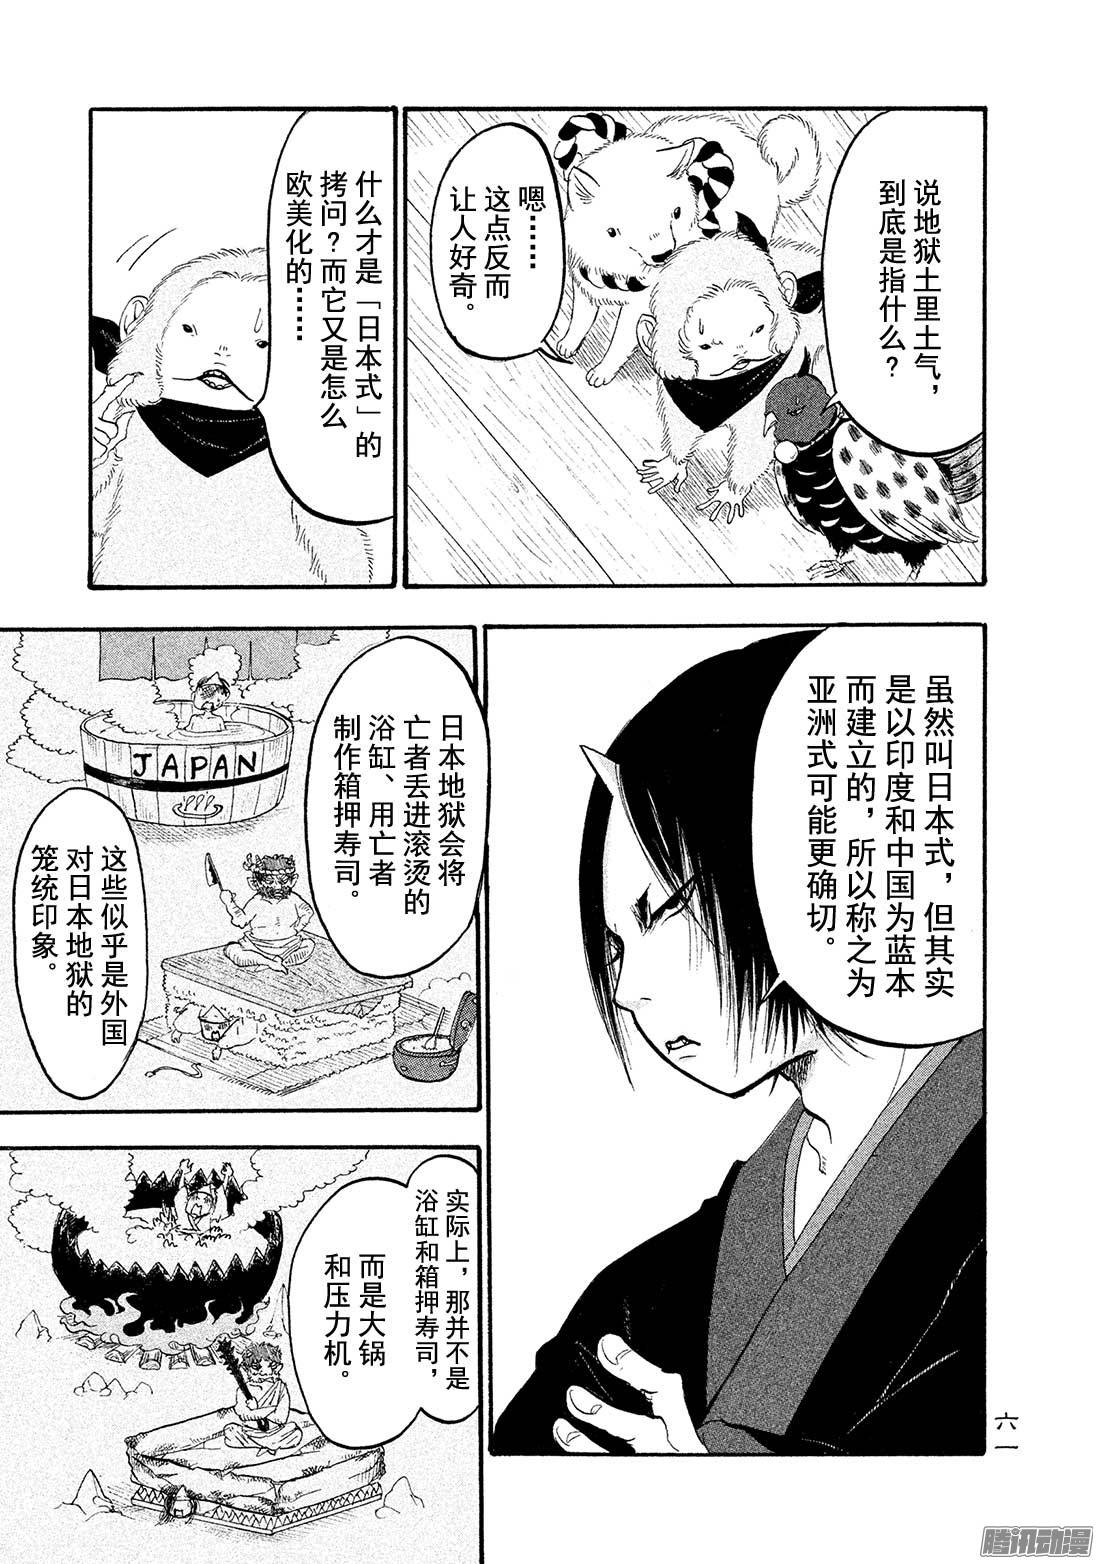 说地狱土里土气，
到底是指什么？
嗯……
这点反而
让人好奇。
什么才是「日本式」的
拷问？而它又是怎么
欧美化的……
虽然叫日本式，但其实
是以印度和中国为蓝本
而建立的，所以称之为
亚洲式可能更确切。
日本地狱会将
亡者丢进滚烫的
浴缸、用亡者
制作箱押寿司。
JAPAN
这些似乎是外国
对日本地狱的
笼统印象。
实际上，那并不是
浴缸和箱押寿司，
而是大锅
和压力机。
六一
腾讯动漫